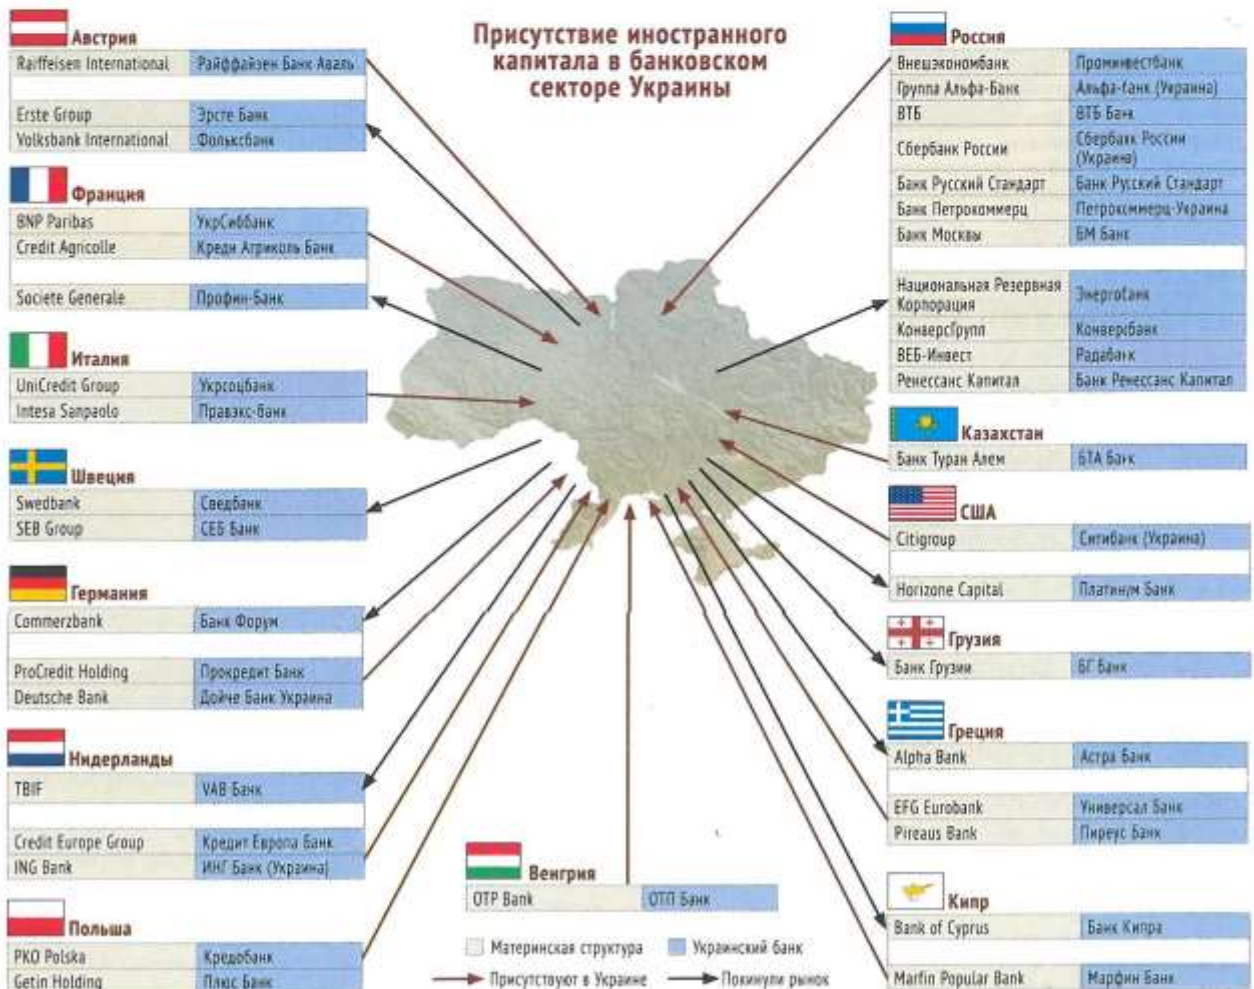 Присутствие иностранного
капитала в банковском
секторе Украины
Австрия
Raiffeisen International Райффайзен Банк Аваль
Erste Group Эрсте Банк
Volksbank International Фольксбанк
Франция
BNP Paribas УкрСиббанк
Credit Agricolle Креди Агриколь Банк
Societe Generale Профин-Банк
Италия
UniCredit Group Укрсоцбанк
Intesa Sanpaolo Правэкс-банк
Швеция
Swedbank Сведбанк
SEB Group СЕБ Банк
Германия
Commerzbank Банк Форум
ProCredit Holding Прокредит Банк
Deutsche Bank Дойче Банк Украина
Нидерланды
TBIF VAB Банк
Credit Europe Group Кредит Европа Банк
ING Bank ИНГ Банк (Украина)
Польша
PKO Polska Кредобанк
Getin Holding Плюс Банк
Венгрия
OTP Bank ОТП Банк
Материнская структура Украинский банк
Присутствуют в Украине Покинули рынок
Россия
Внешэкономбанк Проминвестбанк
Группа Альфа-Банк Альфа-банк (Украина)
ВТБ ВТБ Банк
Сбербанк России Сбербанк России
(Украина)
Банк Русский Стандарт Банк Русский Стандарт
Банк Петрокоммерц Петрокоммерц-Украина
Банк Москвы БМ Банк
Национальная Резервная
Корпорация Энергобанк
КонверсГрупп Конверсбанк
ВЕБ-Инвест Радабанк
Ренессанс Капитал Банк Ренессанс Капитал
Казахстан
Банк Туран Алем БТА Банк
США
Citigroup Ситибанк (Украина)
Horizone Capital Платинум Банк
Грузия
Банк Грузии БГ Банк
Греция
Alpha Bank Астра Банк
EFG Eurobank Универсал Банк
Pireaus Bank Пиреус Банк
Кипр
Bank of Cyprus Банк Кипра
Marfin Popular Bank Марфин Банк